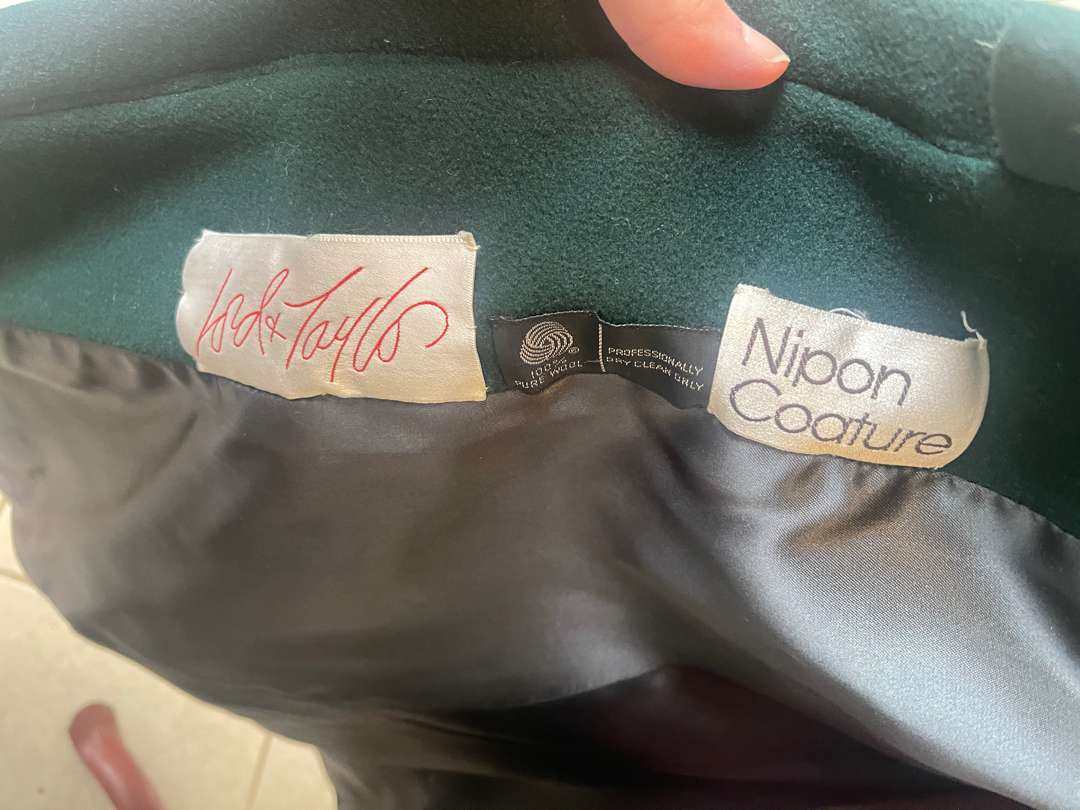 Lord & Taylor
100%
PURE WOOL
PROFESSIONALLY
DRY CLEAN ONLY
Nipon
Coature